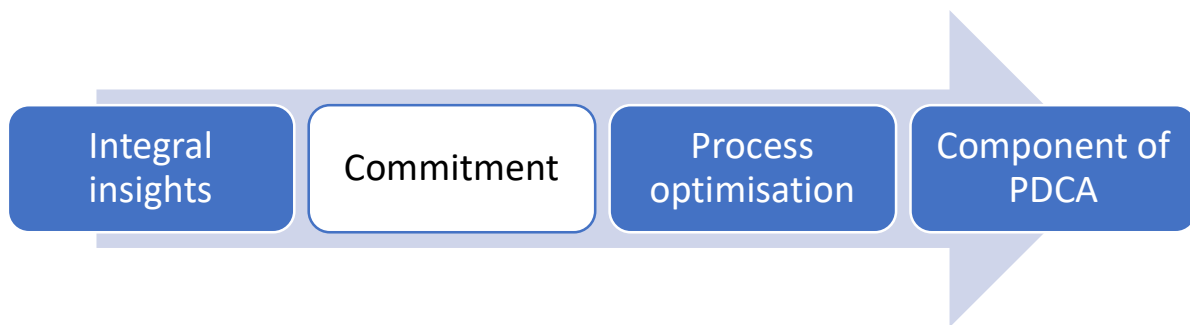 Integral
insights
Commitment
Process
optimisation
Component of
PDCA